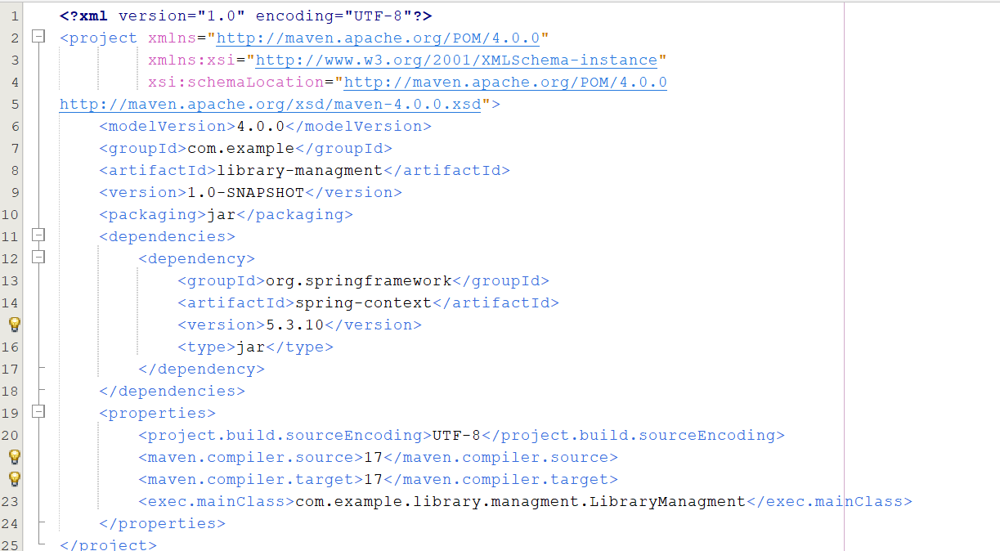 1 <?xml version="1.0" encoding="UTF-8"?>
2 <project xmlns="http://maven.apache.org/POM/4.0.0"
3 xmlns:xsi="http://www.w3.org/2001/XMLSchema-instance"
4 xsi:schemaLocation="http://maven.apache.org/POM/4.0.0
5 http://maven.apache.org/xsd/maven-4.0.0.xsd">
6 <modelVersion>4.0.0</modelVersion>
7 <groupId>com.example</groupId>
8 <artifactId>library-managment</artifactId>
9 <version>1.0-SNAPSHOT</version>
10 <packaging>jar</packaging>
11 <dependencies>
12 <dependency>
13 <groupId>org.springframework</groupId>
14 <artifactId>spring-context</artifactId>
<version>5.3.10</version>
16 <type>jar</type>
17 </dependency>
18 </dependencies>
19 <properties>
20 <project.build.sourceEncoding>UTF-8</project.build.sourceEncoding>
<maven.compiler.source>17</maven.compiler.source>
<maven.compiler.target>17</maven.compiler.target>
23 <exec.mainClass>com.example.library.managment.LibraryManagment</exec.mainClass>
24 </properties>
25 </project>